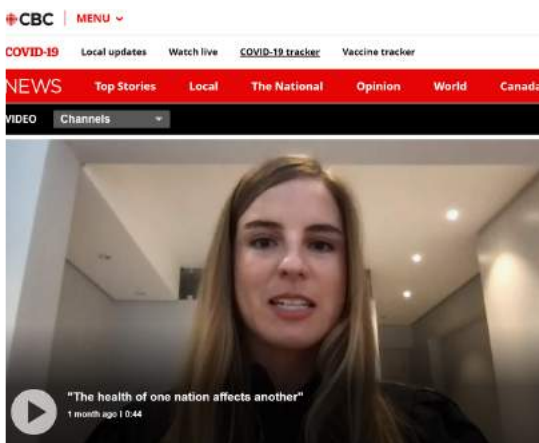 CBC MENU
COVID-19 Local updates Watch live COVID-19 tracker Vaccine tracker
NEWS Top Stories Local The National Opinion World Canada
VIDEO Channels
"The health of one nation affects another"
1 month ago | 0:44